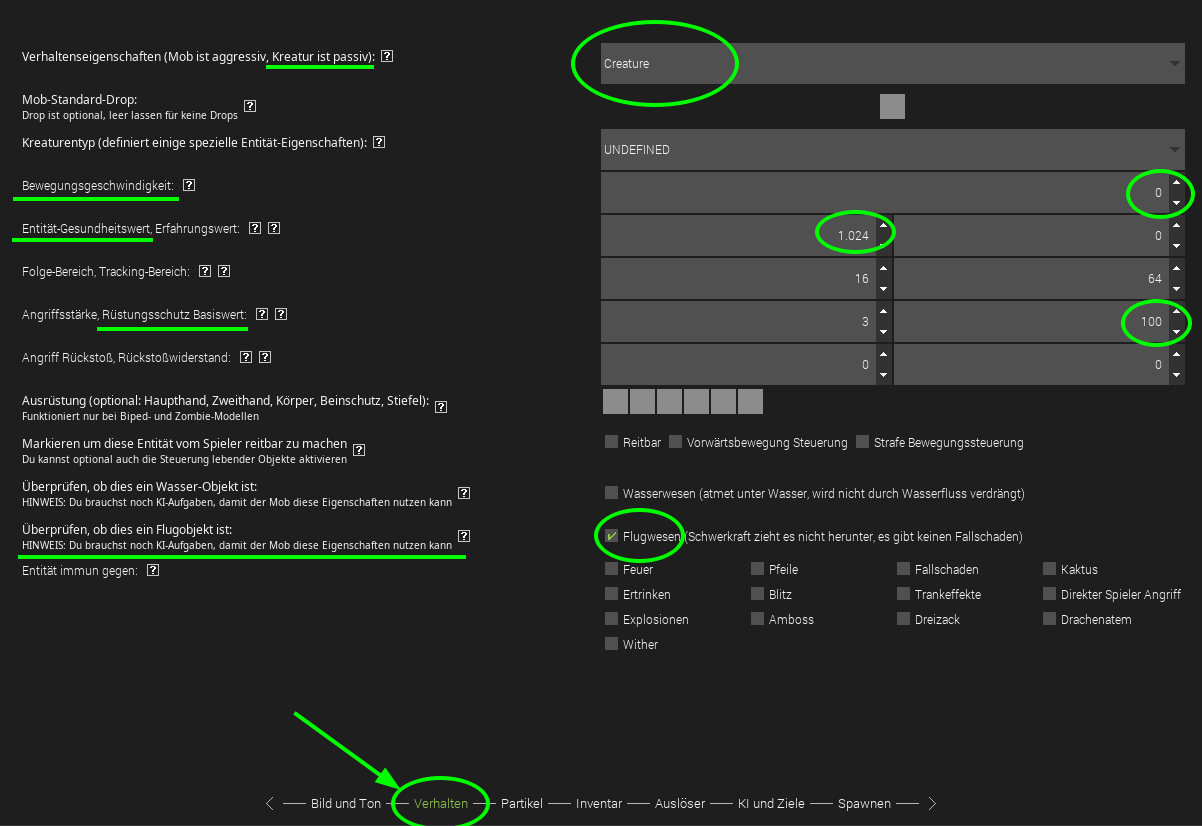 Verhaltenseigenschaften (Mob ist aggressiv, Kreatur ist passiv): ?
Creature
Mob-Standard-Drop:
Drop ist optional, leer lassen für keine Drops ?
Kreaturentyp (definiert einige spezielle Entität-Eigenschaften): ?
UNDEFINED
Bewegungsgeschwindigkeit: ?
0
Entität-Gesundheitswert, Erfahrungswert: ? ?
1.024 0
Folge-Bereich, Tracking-Bereich: ? ?
16 64
Angriffsstärke, Rüstungsschutz Basiswert: ? ?
3 100
Angriff Rückstoß, Rückstoßwiderstand: ? ?
0 0
Ausrüstung (optional: Haupthand, Zweithand, Körper, Beinschutz, Stiefel): ?
Funktioniert nur bei Biped- und Zombie-Modellen
Markieren um diese Entität vom Spieler reitbar zu machen ?
Du kannst optional auch die Steuerung lebender Objekte aktivieren
Reitbar Vorwärtsbewegung Steuerung Strafe Bewegungssteuerung
Überprüfen, ob dies ein Wasser-Objekt ist:
HINWEIS: Du brauchst noch KI-Aufgaben, damit der Mob diese Eigenschaften nutzen kann ?
Wasserwesen (atmet unter Wasser, wird nicht durch Wasserfluss verdrängt)
Überprüfen, ob dies ein Flugobjekt ist:
HINWEIS: Du brauchst noch KI-Aufgaben, damit der Mob diese Eigenschaften nutzen kann ?
Flugwesen (Schwerkraft zieht es nicht herunter, es gibt keinen Fallschaden)
Entität immun gegen: ?
Feuer Pfeile Fallschaden Kaktus
Ertrinken Blitz Trankeffekte Direkter Spieler Angriff
Explosionen Amboss Dreizack Drachenatem
Wither
Bild und Ton Verhalten Partikel Inventar Auslöser KI und Ziele Spawnen